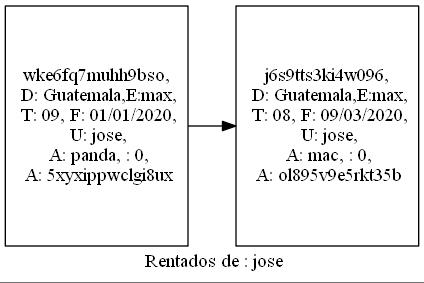 wke6fq7muhh9bso,
D: Guatemala,E:max,
T: 09, F: 01/01/2020,
U: jose,
A: panda, : 0,
A: 5xyxippwclgi8ux
j6s9tts3ki4w096,
D: Guatemala,E:max,
T: 08, F: 09/03/2020,
U: jose,
A: mac, : 0,
A: ol895v9e5rkt35b
Rentados de : jose